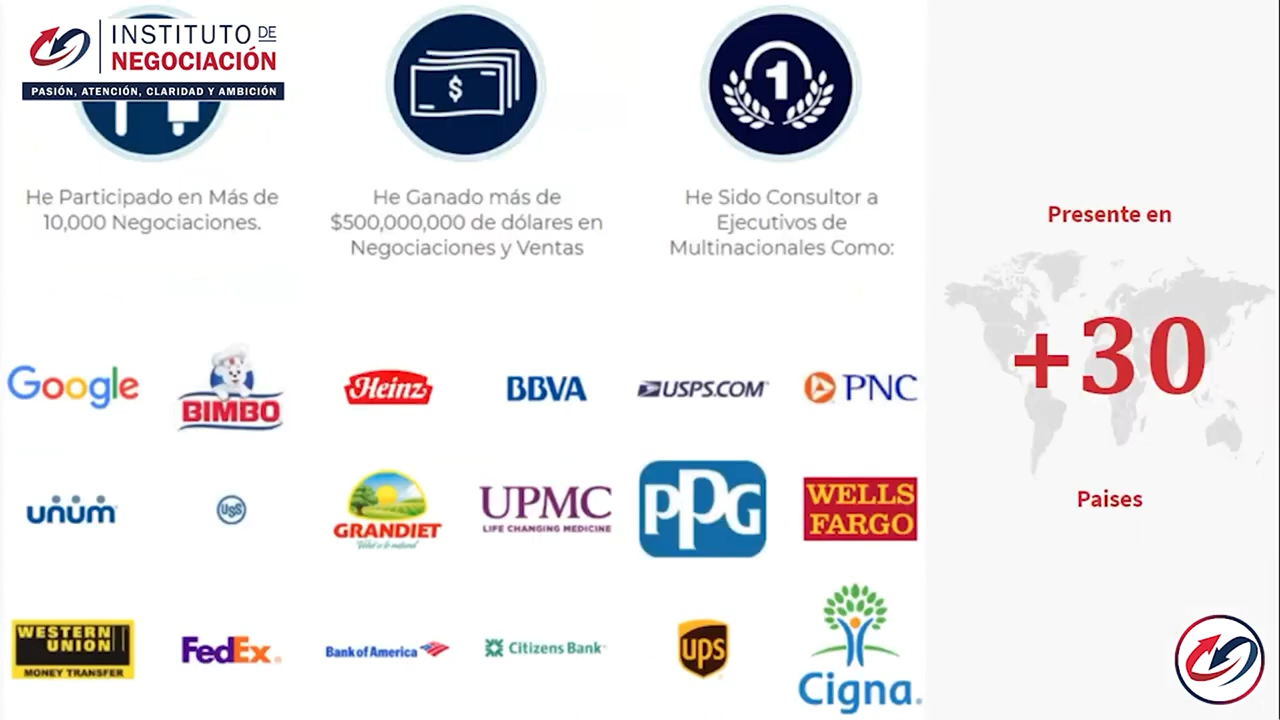 INSTITUTO DE
NEGOCIACIÓN
PASIÓN, ATENCIÓN, CLARIDAD Y AMBICIÓN
$
1
He Participado en Más de
10,000 Negociaciones.
He Ganado más de
$500,000,000 de dólares en
Negociaciones y Ventas
He Sido Consultor a
Ejecutivos de
Multinacionales Como:
Google
BIMBO
Heinz
BBVA
USPS.COM
PNC
unum
USS
GRANDIET
UPMC
LIFE CHANGING MEDICINE
PPG
WELLS
FARGO
WESTERN
UNION
MONEY TRANSFER
FedEx
Bank of America
Citizens Bank
ups
Cigna.
Presente en
+30
Paises